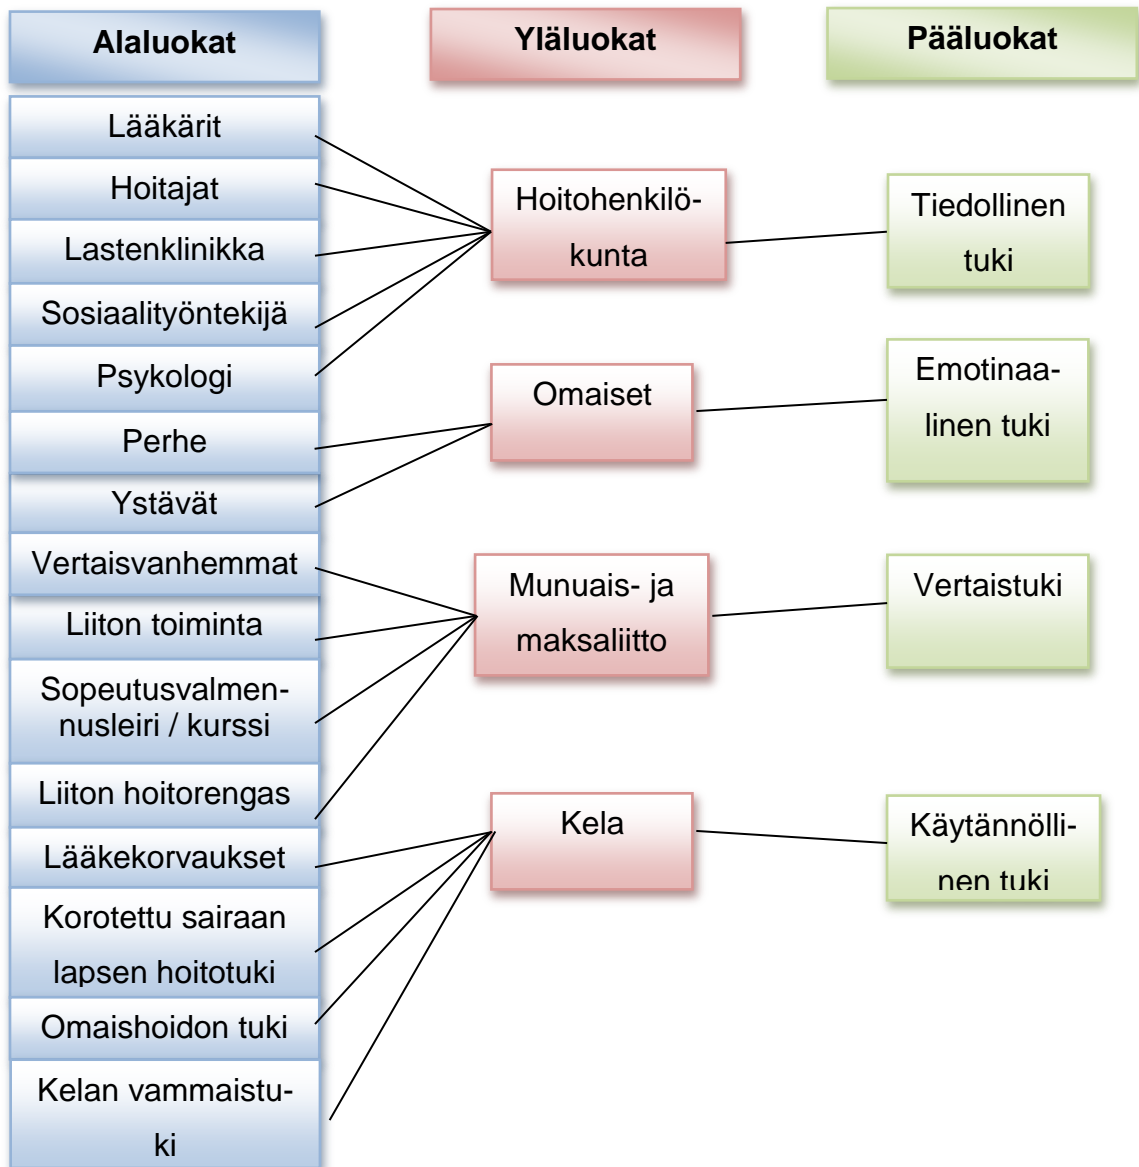 Alaluokat
Yläluokat
Pääluokat
Lääkärit
Hoitajat
Lastenklinikka
Sosiaalityöntekijä
Psykologi
Perhe
Ystävät
Vertaisvanhemmat
Liiton toiminta
Sopeutusvalmen-
nusleiri / kurssi
Liiton hoitorengas
Lääkekorvaukset
Korotettu sairaan
lapsen hoitotuki
Omaishoidon tuki
Kelan vammaistu-
ki
Hoitohenkilö-
kunta
Omaiset
Munuais- ja
maksaliitto
Kela
Tiedollinen
tuki
Emotinaa-
linen tuki
Vertaistuki
Käytännölli-
nen tuki